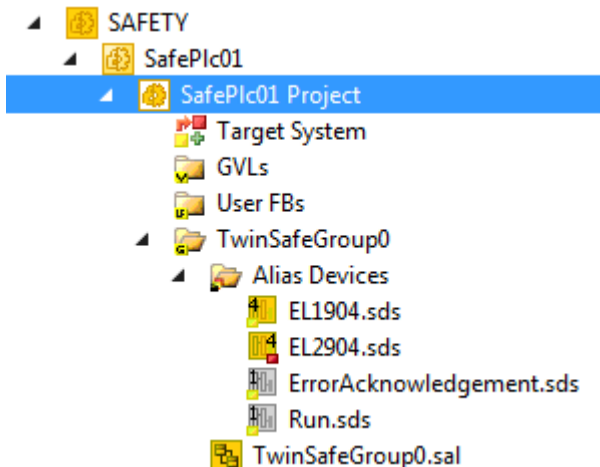 SAFETY
SafePlc01
SafePlc01 Project
Target System
GVLs
User FBs
TwinSafeGroup0
Alias Devices
EL1904.sds
EL2904.sds
ErrorAcknowledgement.sds
Run.sds
TwinSafeGroup0.sal